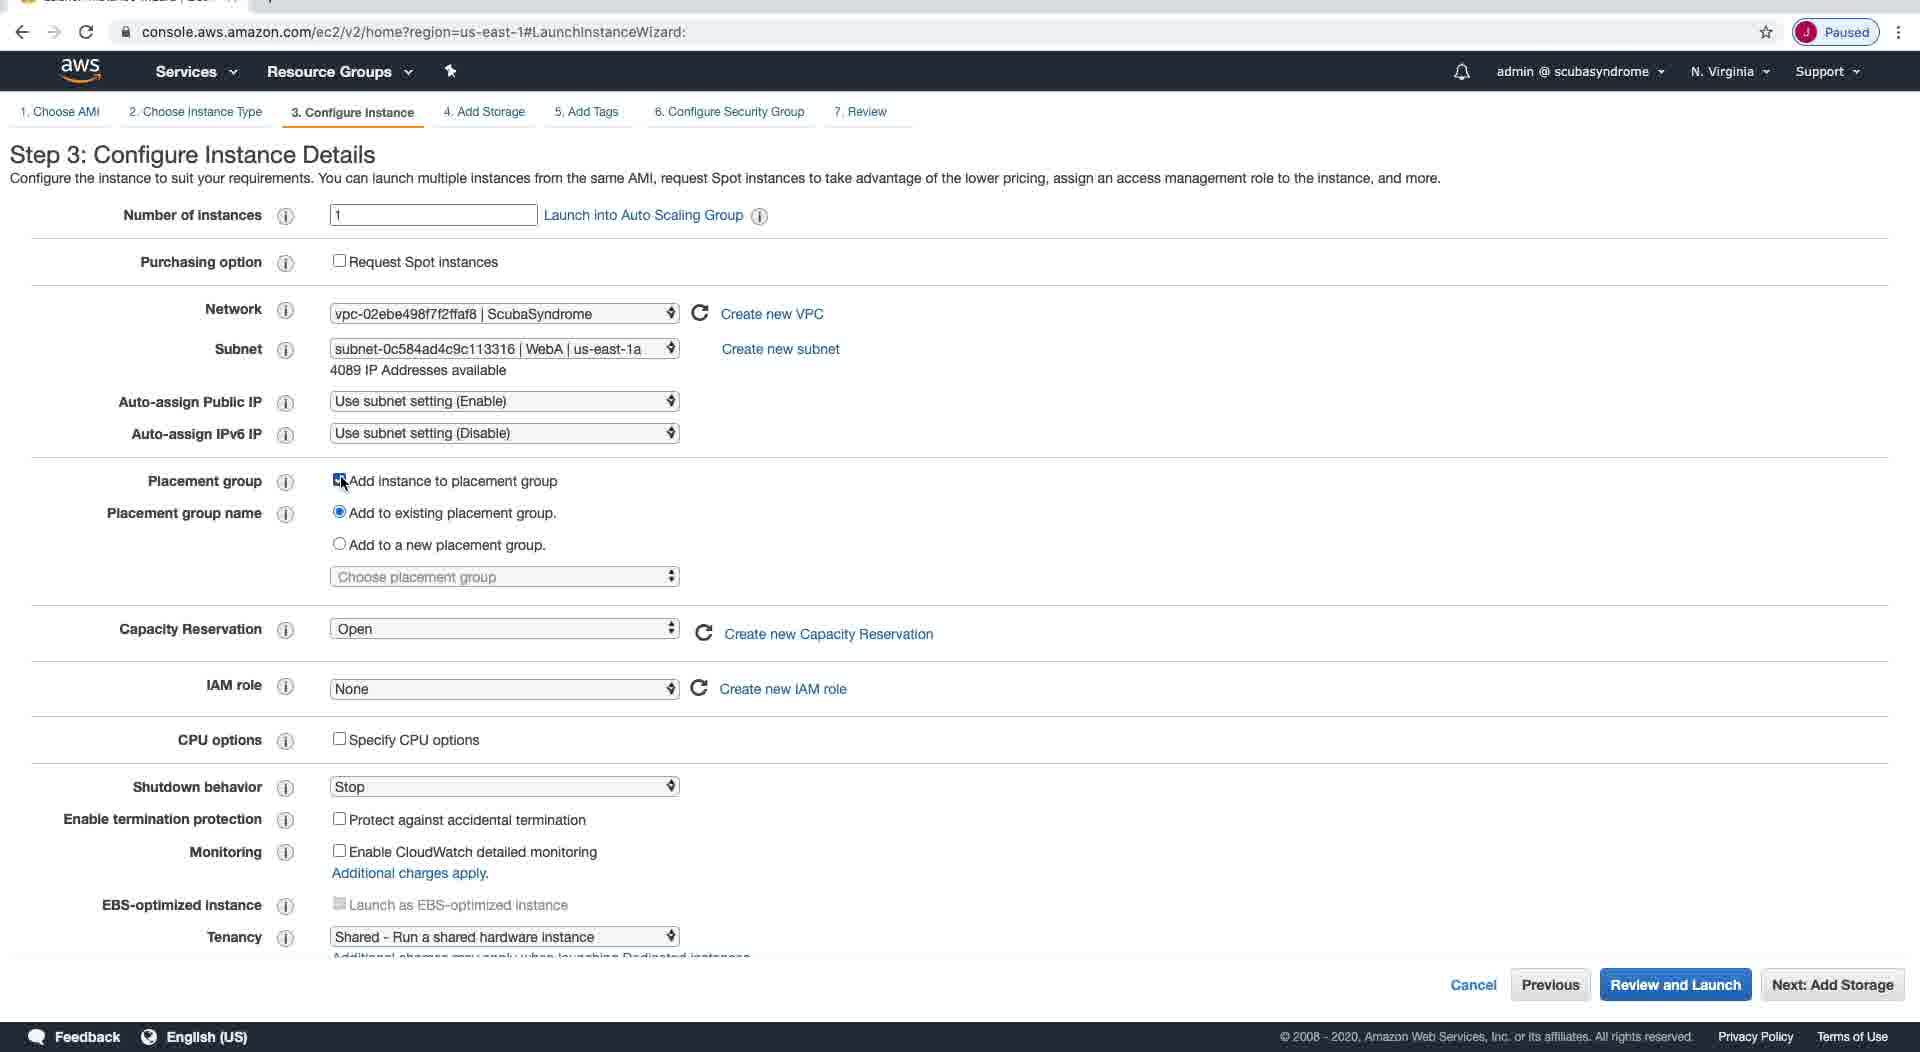 console.aws.amazon.com/ec2/v2/home?region=us-east-1#LaunchInstanceWizard:
J Paused
aws Services Resource Groups admin @ scubasyndrome N. Virginia Support
1. Choose AMI 2. Choose Instance Type 3. Configure Instance 4. Add Storage 5. Add Tags 6. Configure Security Group 7. Review
Step 3: Configure Instance Details
Configure the instance to suit your requirements. You can launch multiple instances from the same AMI, request Spot instances to take advantage of the lower pricing, assign an access management role to the instance, and more.
Number of instances i 1 Launch into Auto Scaling Group i
Purchasing option i Request Spot instances
Network i vpc-02ebe498f7f2ffaf8 | ScubaSyndrome Create new VPC
Subnet i subnet-0c584ad4c9c113316 | WebA | us-east-1a Create new subnet
4089 IP Addresses available
Auto-assign Public IP i Use subnet setting (Enable)
Auto-assign IPv6 IP i Use subnet setting (Disable)
Placement group i Add instance to placement group
Placement group name i Add to existing placement group.
Add to a new placement group.
Choose placement group
Capacity Reservation i Open Create new Capacity Reservation
IAM role i None Create new IAM role
CPU options i Specify CPU options
Shutdown behavior i Stop
Enable termination protection i Protect against accidental termination
Monitoring i Enable CloudWatch detailed monitoring
Additional charges apply.
EBS-optimized instance i Launch as EBS-optimized instance
Tenancy i Shared - Run a shared hardware instance
Additional charges may apply when launching Dedicated instances
Cancel Previous Review and Launch Next: Add Storage
Feedback English (US) © 2008 - 2020, Amazon Web Services, Inc. or its affiliates. All rights reserved. Privacy Policy Terms of Use